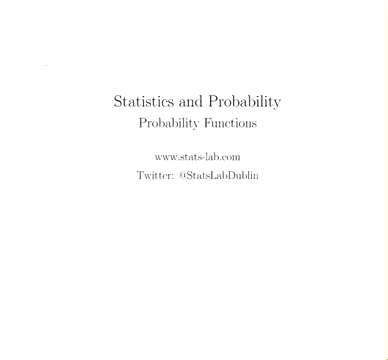 Statistics and Probability
Probability Functions
www.stats-lab.com
Twitter: @StatsLabDublin